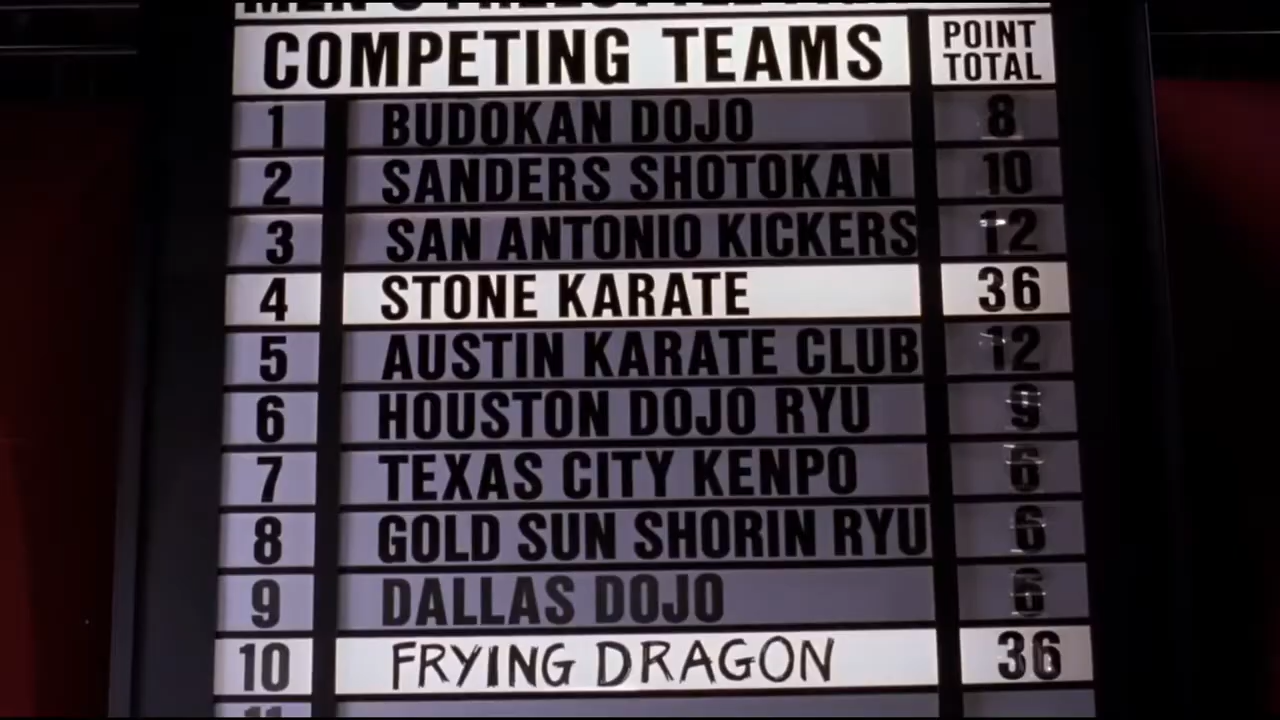 COMPETING TEAMS POINT TOTAL
1 BUDOKAN DOJO 8
2 SANDERS SHOTOKAN 10
3 SAN ANTONIO KICKERS 12
4 STONE KARATE 36
5 AUSTIN KARATE CLUB 12
6 HOUSTON DOJO RYU 9
7 TEXAS CITY KENPO 6
8 GOLD SUN SHORIN RYU 6
9 DALLAS DOJO 6
10 FRYING DRAGON 36